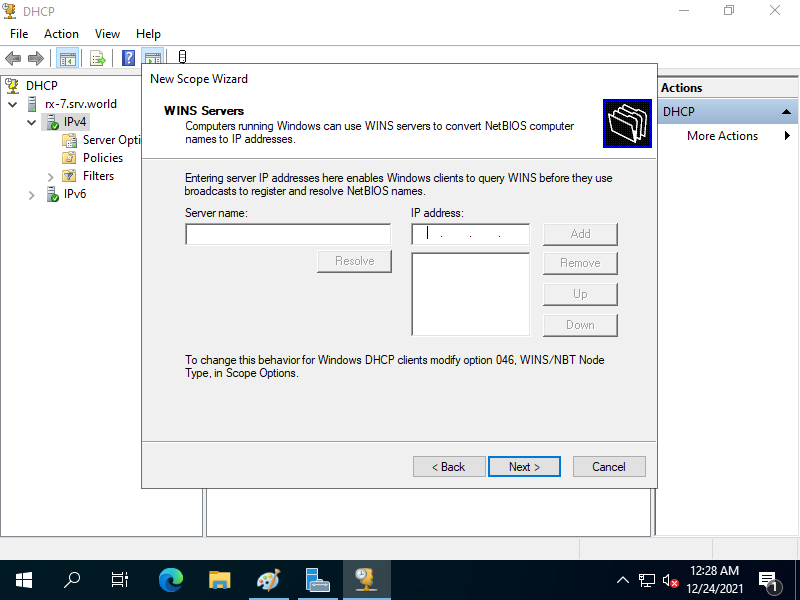 DHCP
File Action View Help
DHCP
rx-7.srv.world
IPv4
Server Opti
Policies
Filters
IPv6
New Scope Wizard
WINS Servers
Computers running Windows can use WINS servers to convert NetBIOS computer
names to IP addresses.
Entering server IP addresses here enables Windows clients to query WINS before they use
broadcasts to register and resolve NetBIOS names.
Server name:
IP address:
Add
Resolve
Remove
Up
Down
To change this behavior for Windows DHCP clients modify option 046, WINS/NBT Node
Type, in Scope Options.
< Back
Next >
Cancel
Actions
DHCP
More Actions
12:28 AM
12/24/2021
1